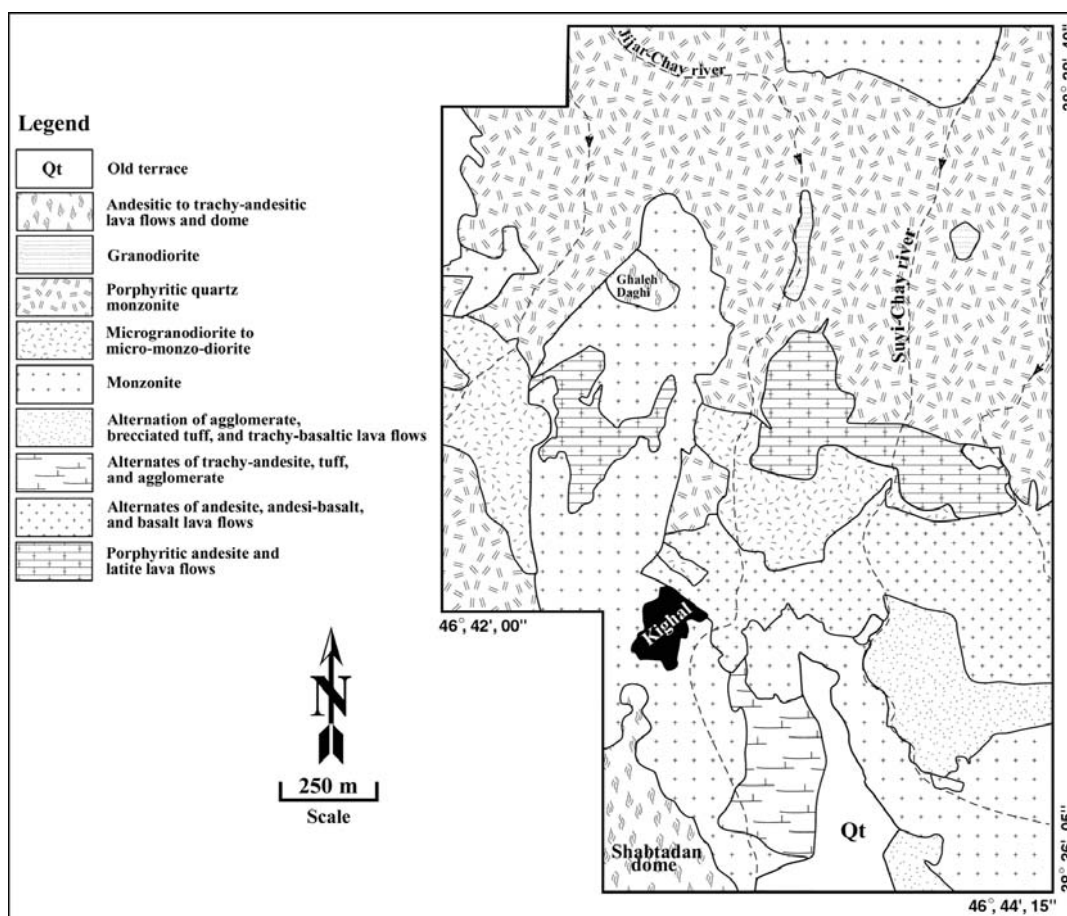 Legend
Qt
Old terrace
Andesitic to trachy-andesitic
lava flows and dome
Granodiorite
Porphyritic quartz
monzonite
Microgranodiorite to
micro-monzo-diorite
Monzonite
Alternation of agglomerate,
brecciated tuff, and trachy-basaltic lava flows
Alternates of trachy-andesite, tuff,
and agglomerate
Alternates of andesite, andesi-basalt,
and basalt lava flows
Porphyritic andesite and
latite lava flows
N
250 m
Scale
Jijar-Chay river
Ghaleh
Daghi
Suyi-Chay river
46°, 42', 00"
Kighal
Shabtadan
dome
Qt
46°, 44', 15"